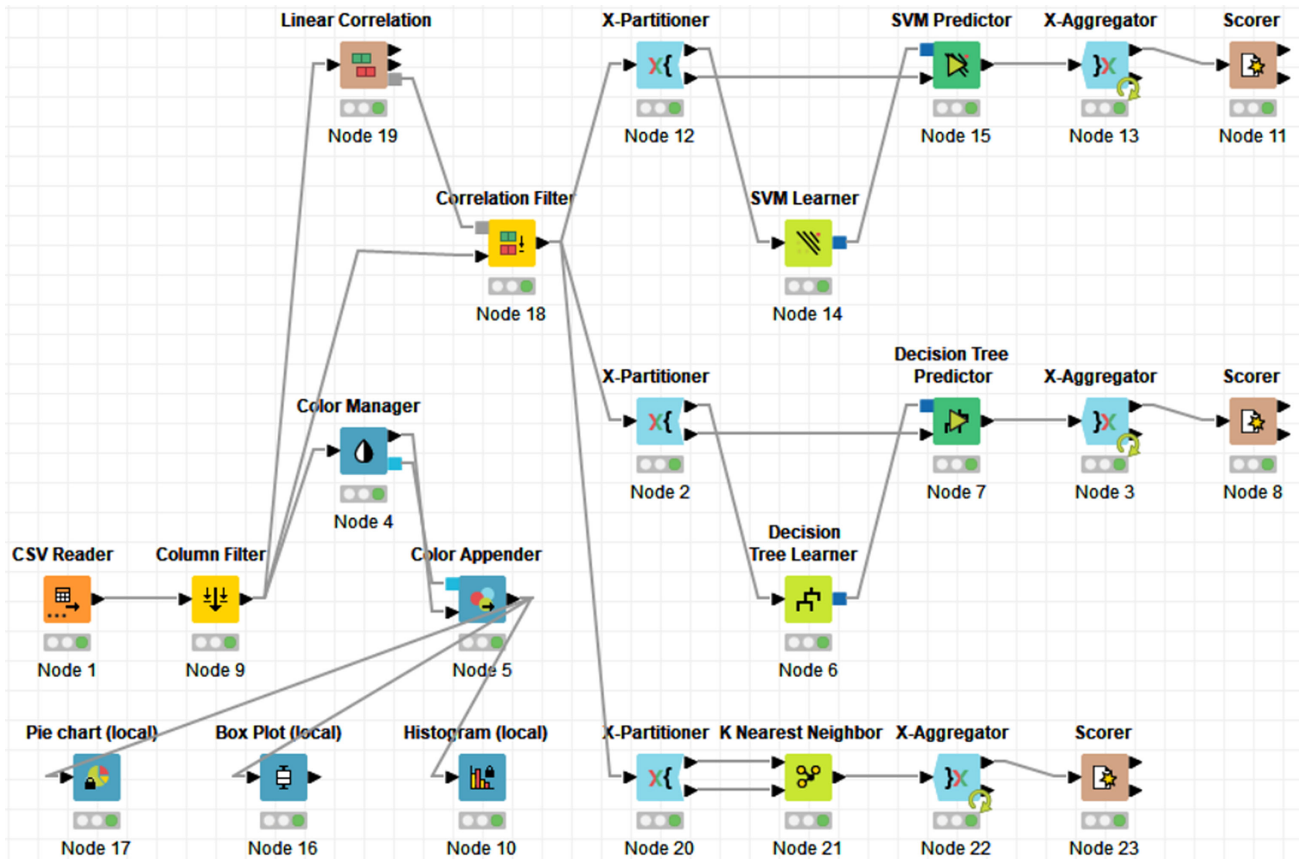 Linear Correlation
Node 19
X-Partitioner
Node 12
SVM Predictor
Node 15
X-Aggregator
Node 13
Scorer
Node 11
Correlation Filter
Node 18
SVM Learner
Node 14
Color Manager
Node 4
X-Partitioner
Node 2
Decision Tree
Predictor
Node 7
X-Aggregator
Node 3
Scorer
Node 8
CSV Reader
Node 1
Column Filter
Node 9
Color Appender
Node 5
Decision
Tree Learner
Node 6
Pie chart (local)
Node 17
Box Plot (local)
Node 16
Histogram (local)
Node 10
X-Partitioner
Node 20
K Nearest Neighbor
Node 21
X-Aggregator
Node 22
Scorer
Node 23